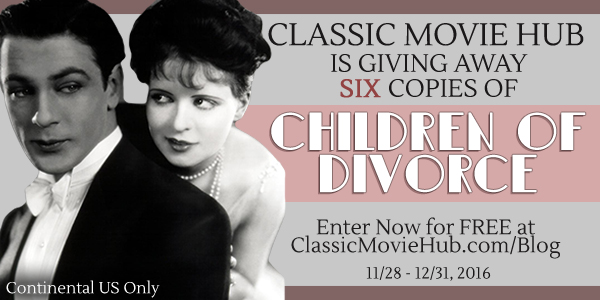 CLASSIC MOVIE HUB
IS GIVING AWAY
SIX COPIES OF
CHILDREN OF
DIVORCE
Enter Now for FREE at
ClassicMovieHub.com/Blog
11/28 - 12/31, 2016
Continental US Only